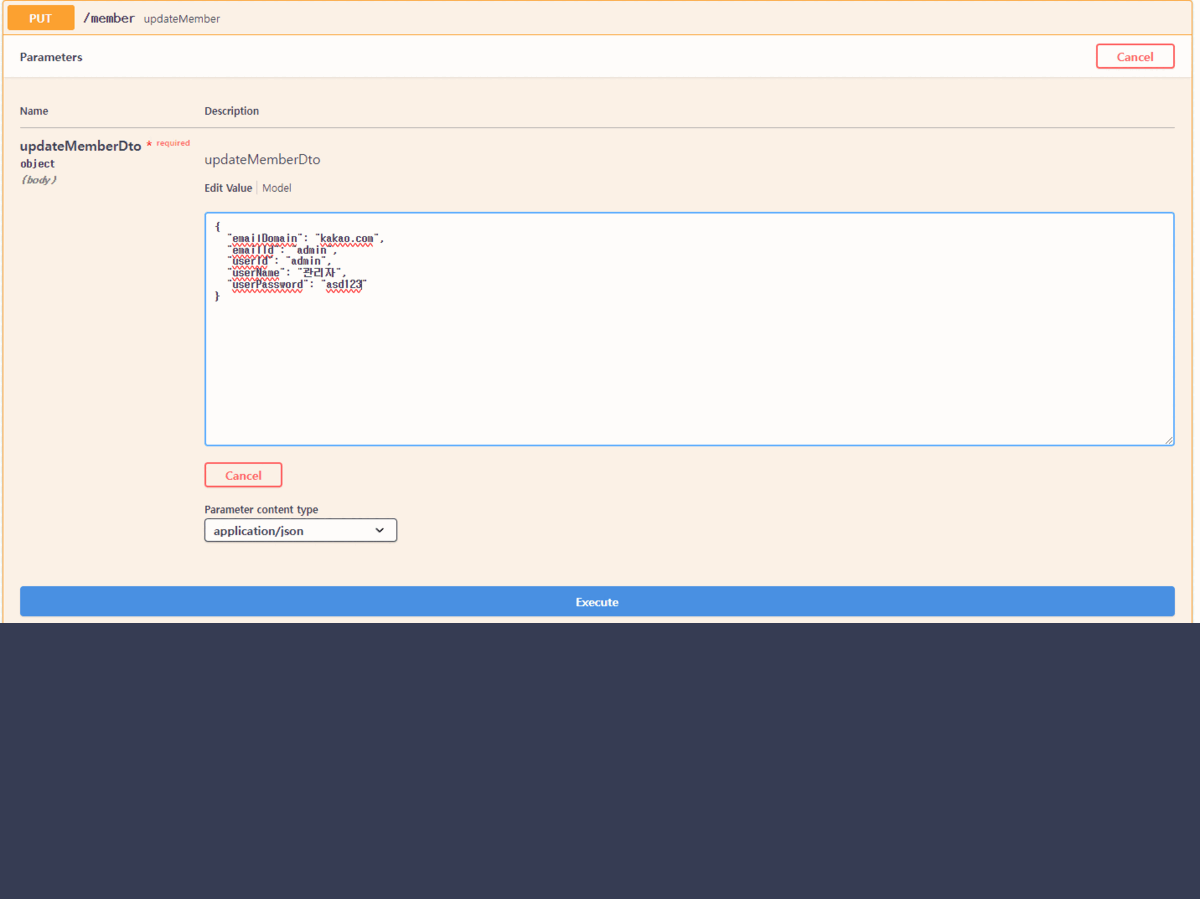 PUT /member updateMember
Parameters
Cancel
Name Description
updateMemberDto * required
object
(body)
updateMemberDto
Edit Value Model
{
"emailDomain": "kakao.com",
"emailId": "admin",
"userId": "admin",
"userName": "관리자",
"userPassword": "asd123"
}
Cancel
Parameter content type
application/json
Execute